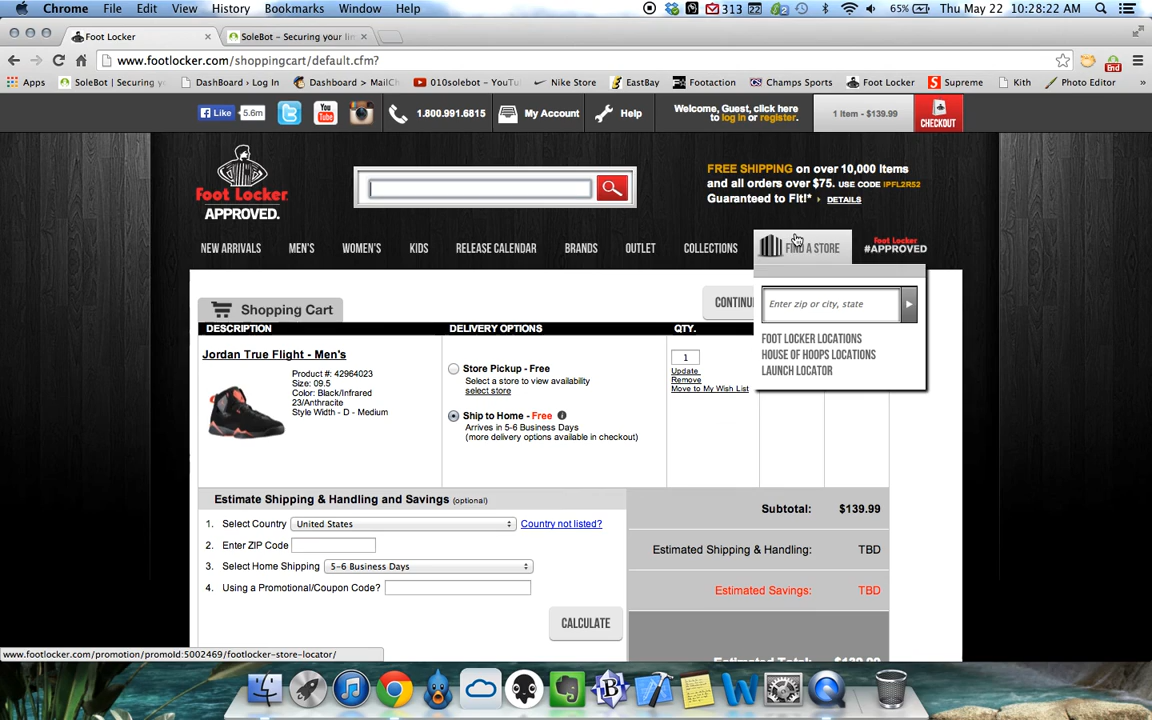 Chrome File Edit View History Bookmarks Window Help 313 22 2 65% Thu May 22 10:28:22 AM
Foot Locker × SoleBot – Securing your lin ×
www.footlocker.com/shoppingcart/default.cfm? End
Apps SoleBot | Securing y DashBoard › Log In Dashboard > MailCh 010solebot – YouTu Nike Store EastBay Footaction Champs Sports Foot Locker Supreme Kith Photo Editor »
Like 5.6m You Tube 1.800.991.6815 My Account Help Welcome, Guest, click here to log in or register. 1 Item - $139.99 CHECKOUT
Foot Locker
APPROVED.
FREE SHIPPING on over 10,000 Items
and all orders over $75. USE CODE IPFL2R52
Guaranteed to Fit!* › DETAILS
NEW ARRIVALS MEN'S WOMEN'S KIDS RELEASE CALENDAR BRANDS OUTLET COLLECTIONS FIND A STORE Foot Locker #APPROVED
Enter zip or city, state
FOOT LOCKER LOCATIONS
HOUSE OF HOOPS LOCATIONS
LAUNCH LOCATOR
Shopping Cart CONTINU
DESCRIPTION DELIVERY OPTIONS QTY.
Jordan True Flight - Men's
Product #: 42964023
Size: 09.5
Color: Black/Infrared
23/Anthracite
Style Width - D - Medium
Store Pickup - Free
Select a store to view availability
select store
Ship to Home - Free
Arrives in 5-6 Business Days
(more delivery options available in checkout)
1
Update
Remove
Move to My Wish List
Estimate Shipping & Handling and Savings (optional)
1. Select Country United States Country not listed?
2. Enter ZIP Code
3. Select Home Shipping 5-6 Business Days
4. Using a Promotional/Coupon Code?
CALCULATE
Subtotal: $139.99
Estimated Shipping & Handling: TBD
Estimated Savings: TBD
Estimated Total: $139.99
www.footlocker.com/promotion/promoId:5002469/footlocker-store-locator/